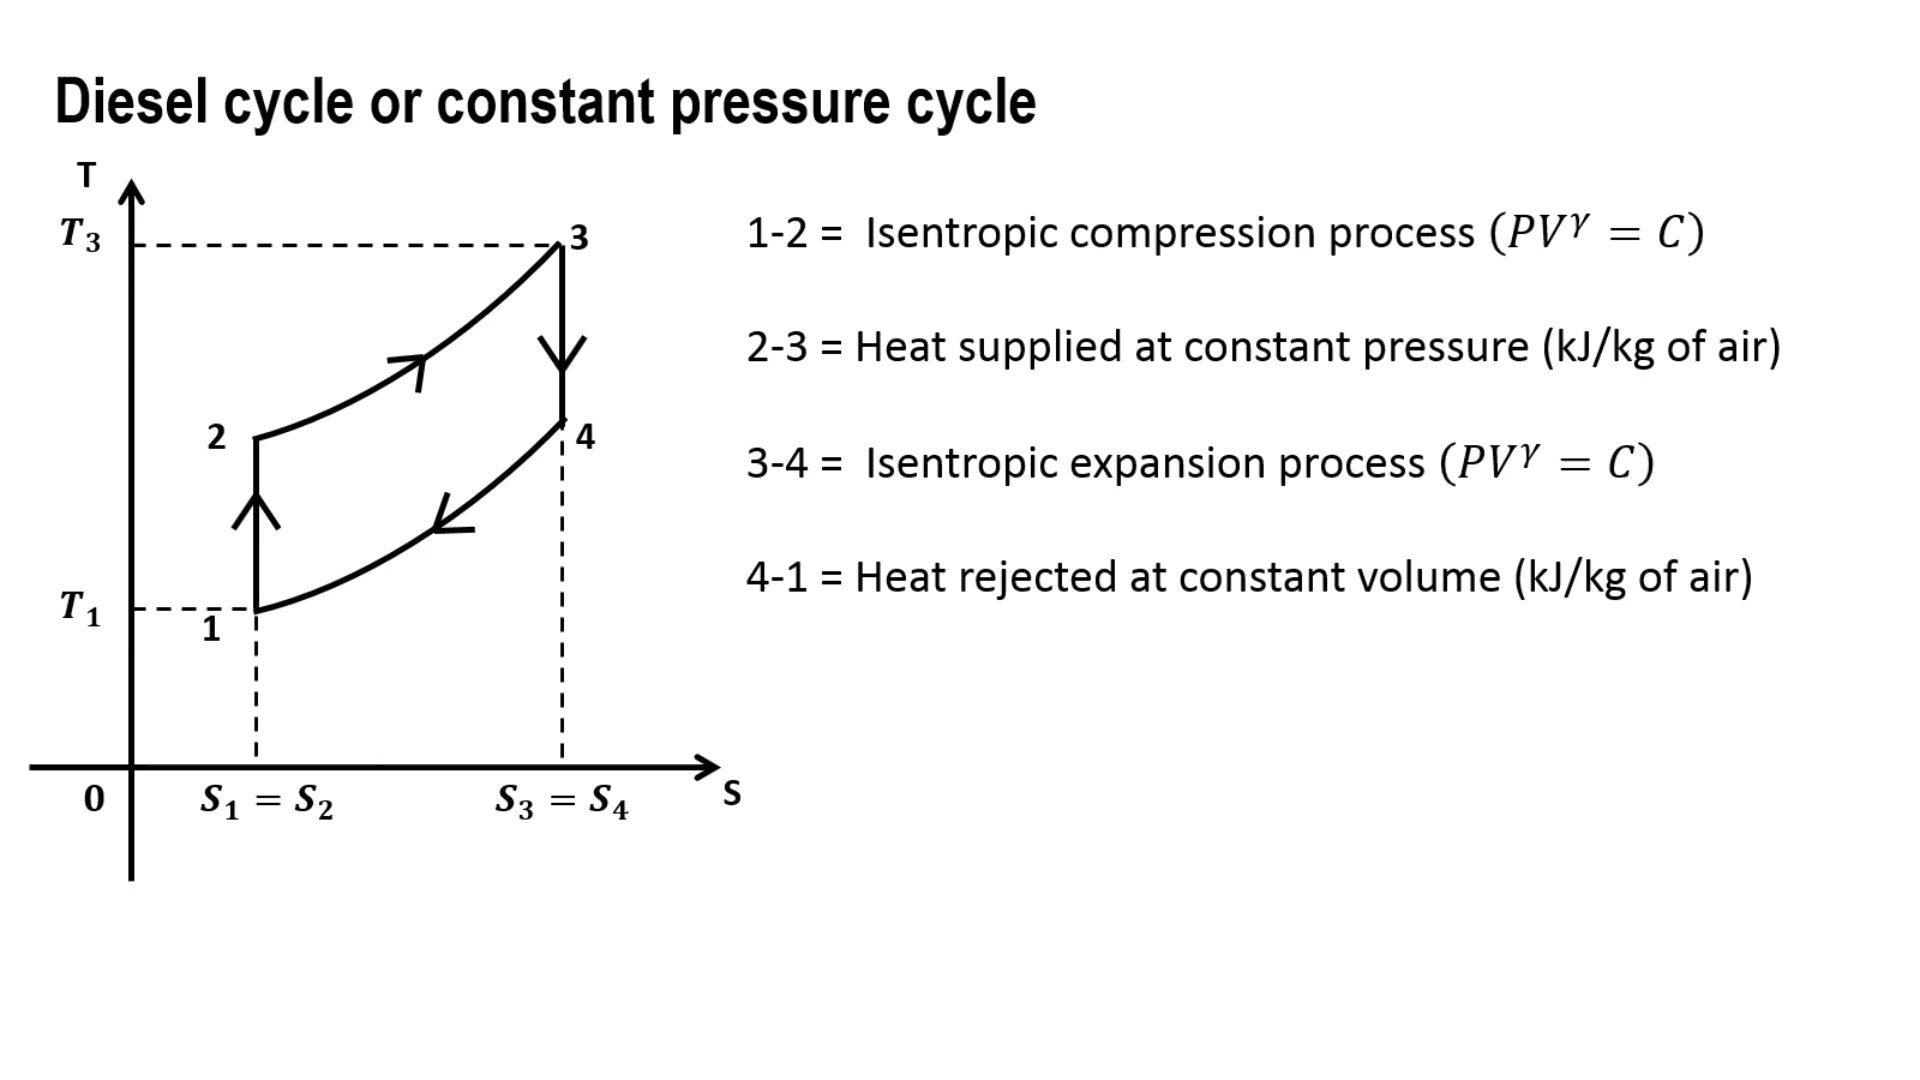 Diesel cycle or constant pressure cycle
T
T₃
3
2
4
T₁
1
0
S₁ = S₂
S₃ = S₄
S
1-2 = Isentropic compression process (PVᵞ = C)
2-3 = Heat supplied at constant pressure (kJ/kg of air)
3-4 = Isentropic expansion process (PVᵞ = C)
4-1 = Heat rejected at constant volume (kJ/kg of air)